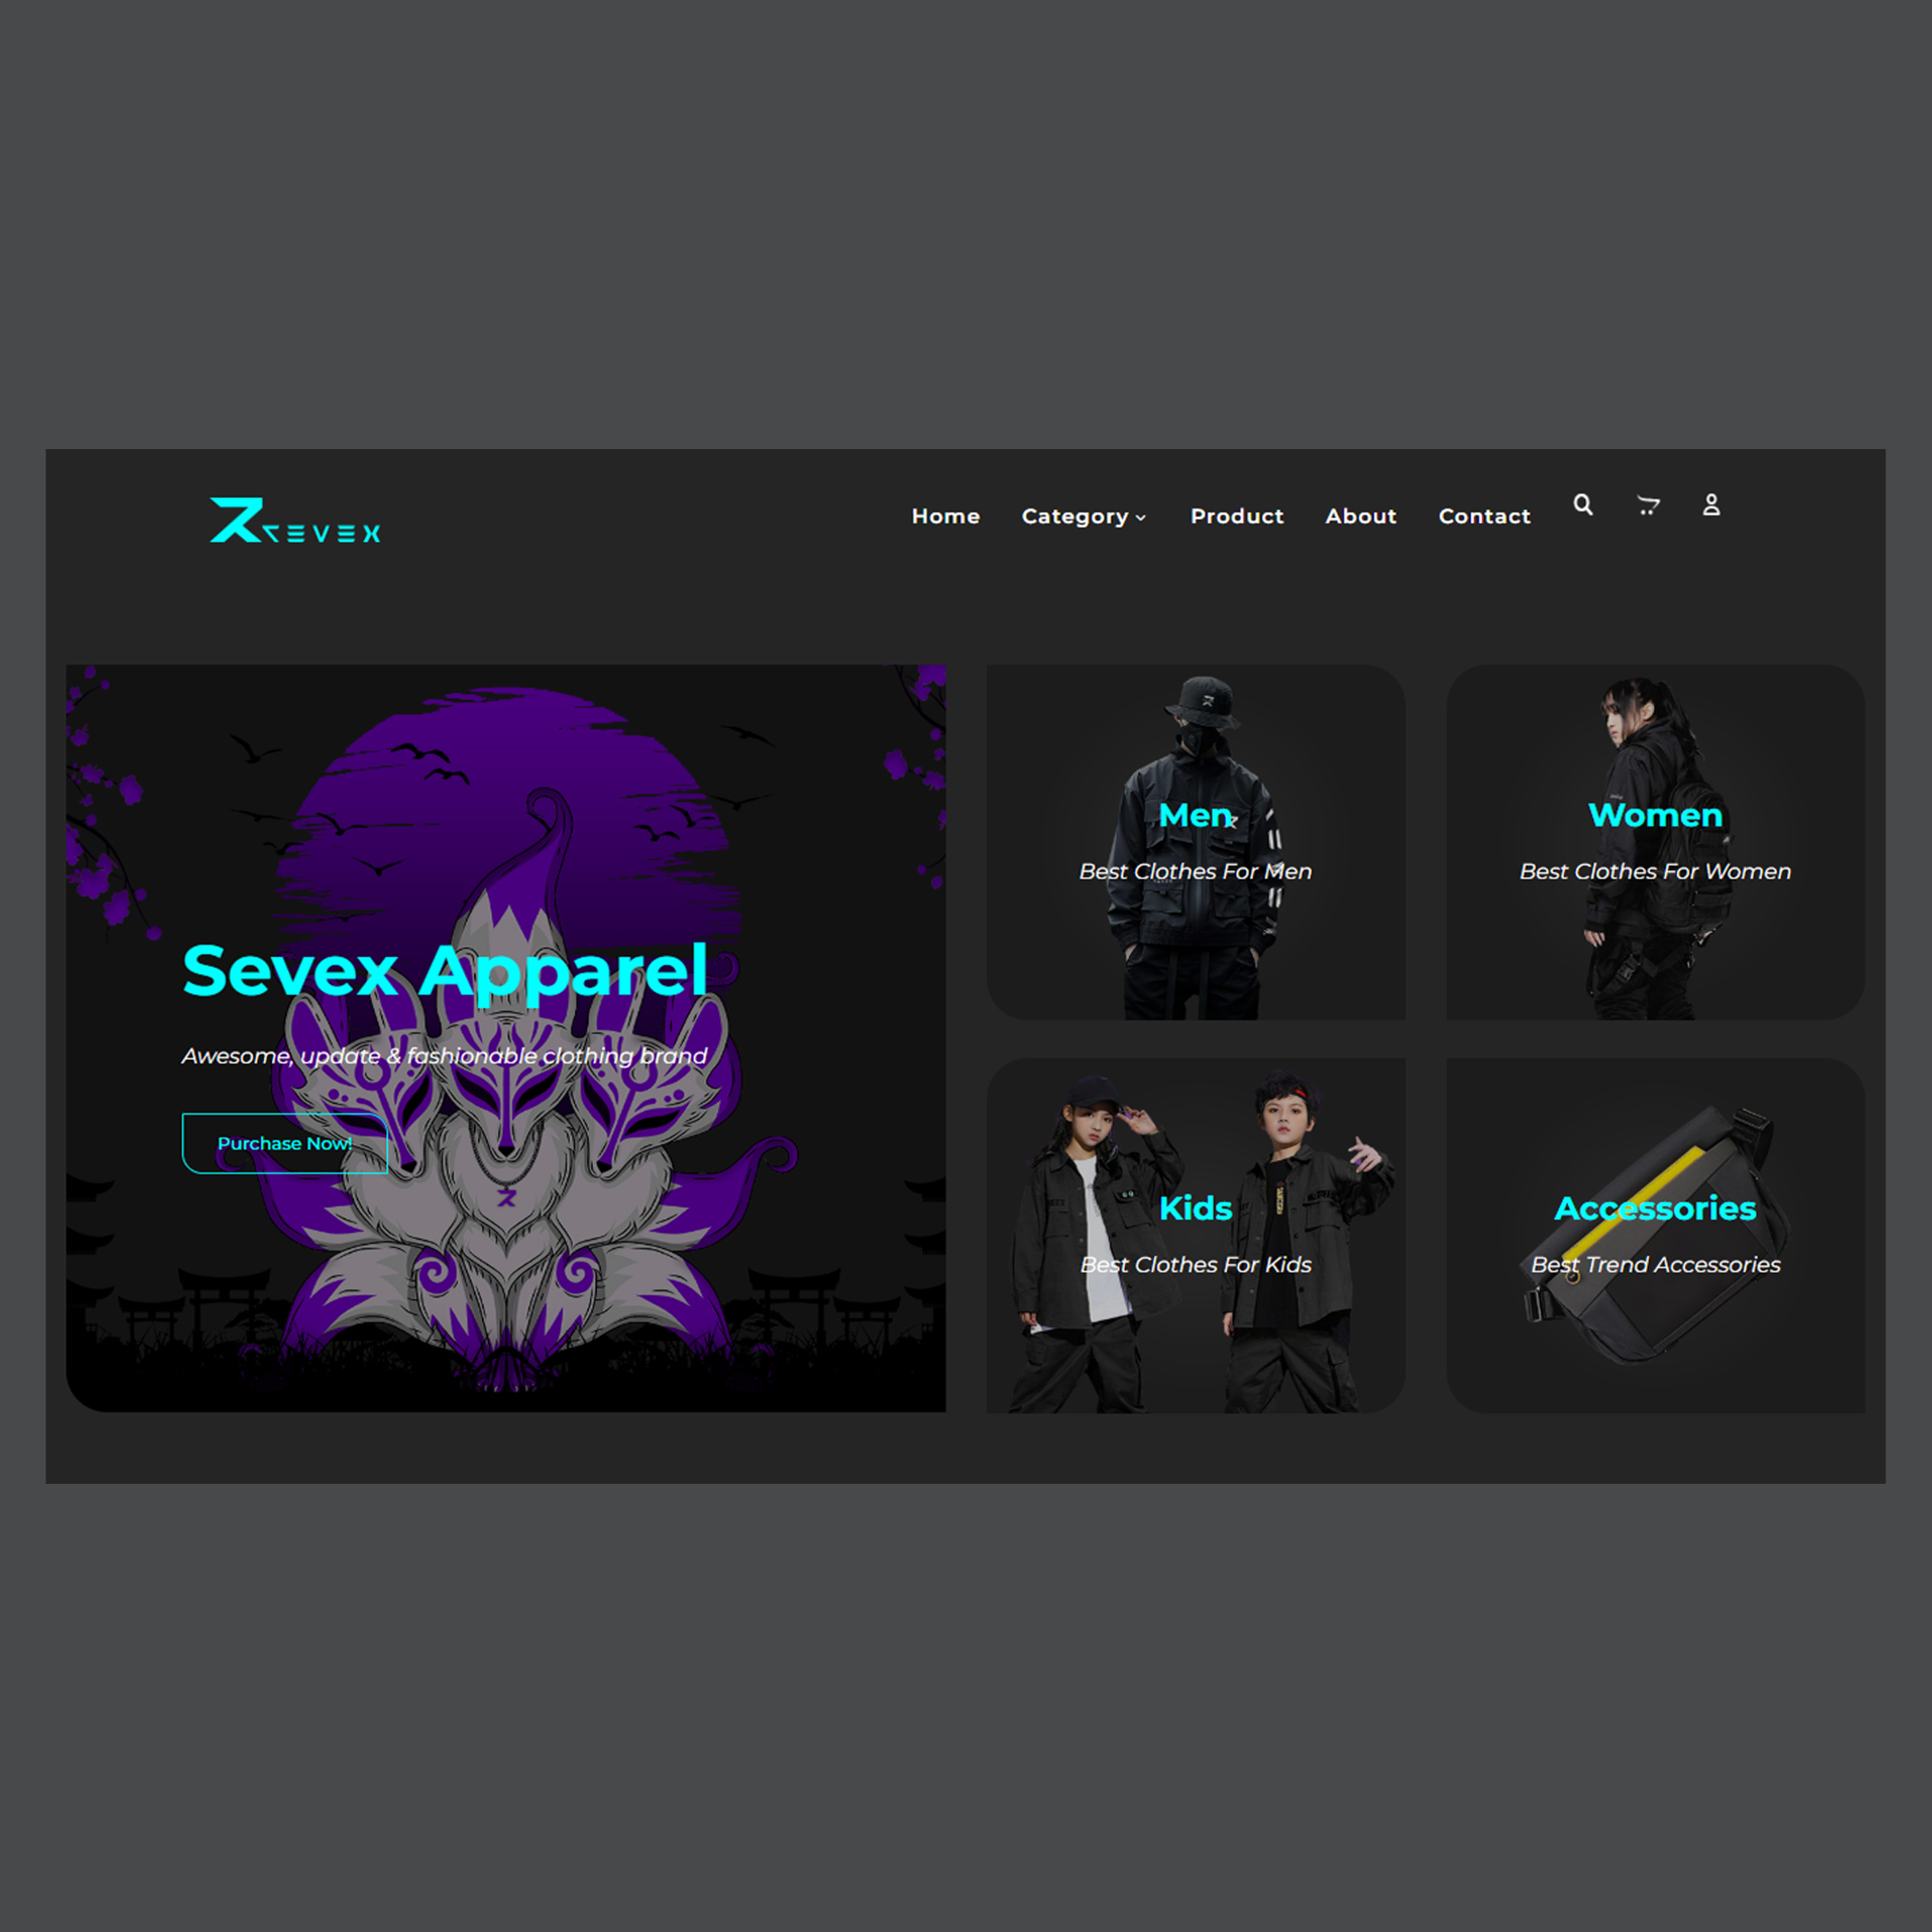 SEVEX
Home Category Product About Contact
Sevex Apparel
Awesome, update & fashionable clothing brand
Purchase Now!
Men
Best Clothes For Men
Women
Best Clothes For Women
Kids
Best Clothes For Kids
Accessories
Best Trend Accessories